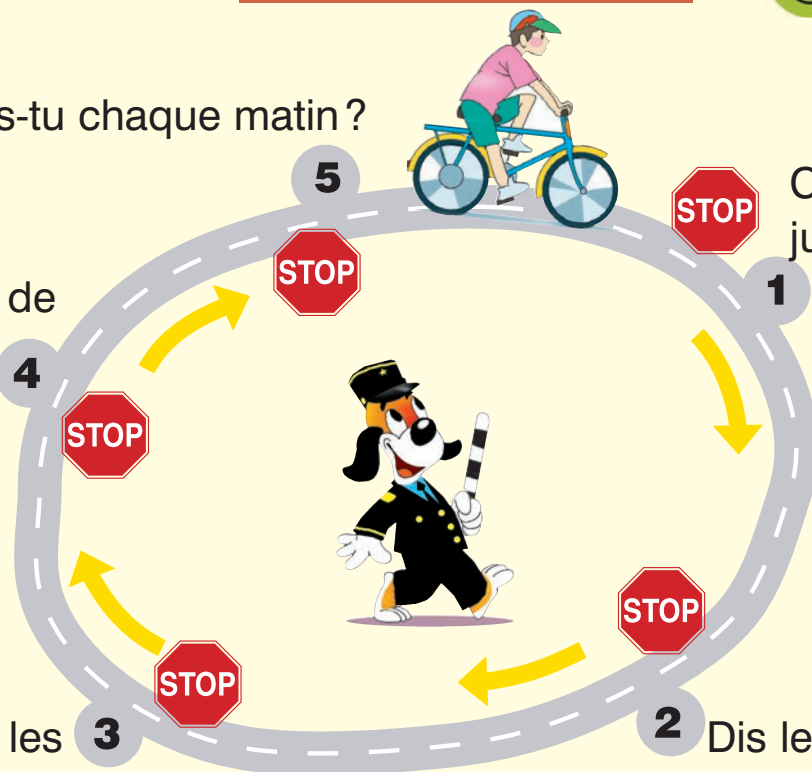 s-tu chaque matin ?
5
STOP
STOP
1
de
4
STOP
STOP
STOP
les 3
2 Dis le